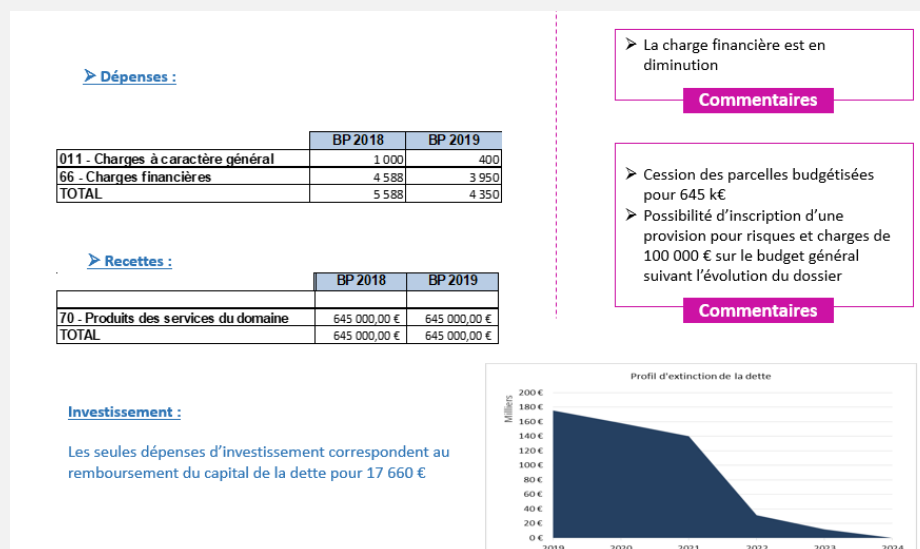 ➢ Dépenses :
BP 2018 BP 2019
011 - Charges à caractère général 1 000 400
66 - Charges financières 4 588 3 950
TOTAL 5 588 4 350
➢ Recettes :
BP 2018 BP 2019
70 - Produits des services du domaine 645 000,00 € 645 000,00 €
TOTAL 645 000,00 € 645 000,00 €
Investissement :
Les seules dépenses d’investissement correspondent au
remboursement du capital de la dette pour 17 660 €
➢ La charge financière est en
diminution
Commentaires
➢ Cession des parcelles budgétisées
pour 645 k€
➢ Possibilité d’inscription d’une
provision pour risques et charges de
100 000 € sur le budget général
suivant l’évolution du dossier
Commentaires
Profil d'extinction de la dette
Milliers
200 €
180 €
160 €
140 €
120 €
100 €
80 €
60 €
40 €
20 €
0 €
2019 2020 2021 2022 2023 2024